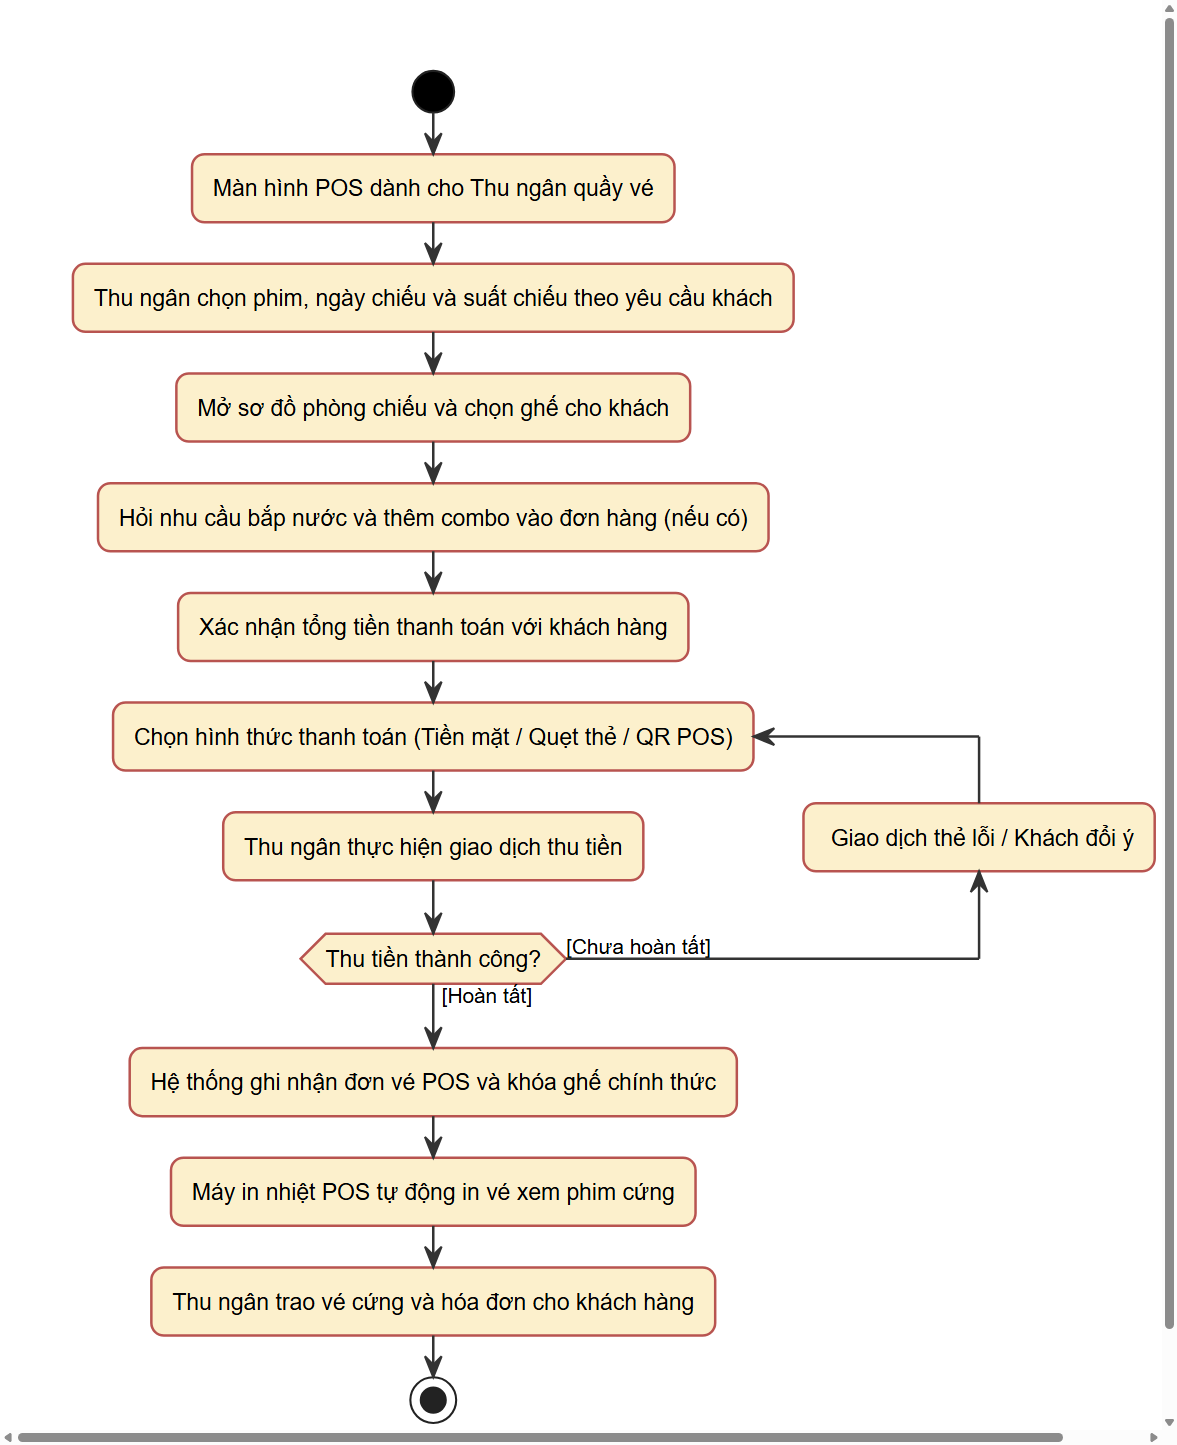 Màn hình POS dành cho Thu ngân quầy vé
Thu ngân chọn phim, ngày chiếu và suất chiếu theo yêu cầu khách
Mở sơ đồ phòng chiếu và chọn ghế cho khách
Hỏi nhu cầu bắp nước và thêm combo vào đơn hàng (nếu có)
Xác nhận tổng tiền thanh toán với khách hàng
Chọn hình thức thanh toán (Tiền mặt / Quẹt thẻ / QR POS)
Thu ngân thực hiện giao dịch thu tiền
Giao dịch thẻ lỗi / Khách đổi ý
Thu tiền thành công?
[Chưa hoàn tất]
[Hoàn tất]
Hệ thống ghi nhận đơn vé POS và khóa ghế chính thức
Máy in nhiệt POS tự động in vé xem phim cứng
Thu ngân trao vé cứng và hóa đơn cho khách hàng